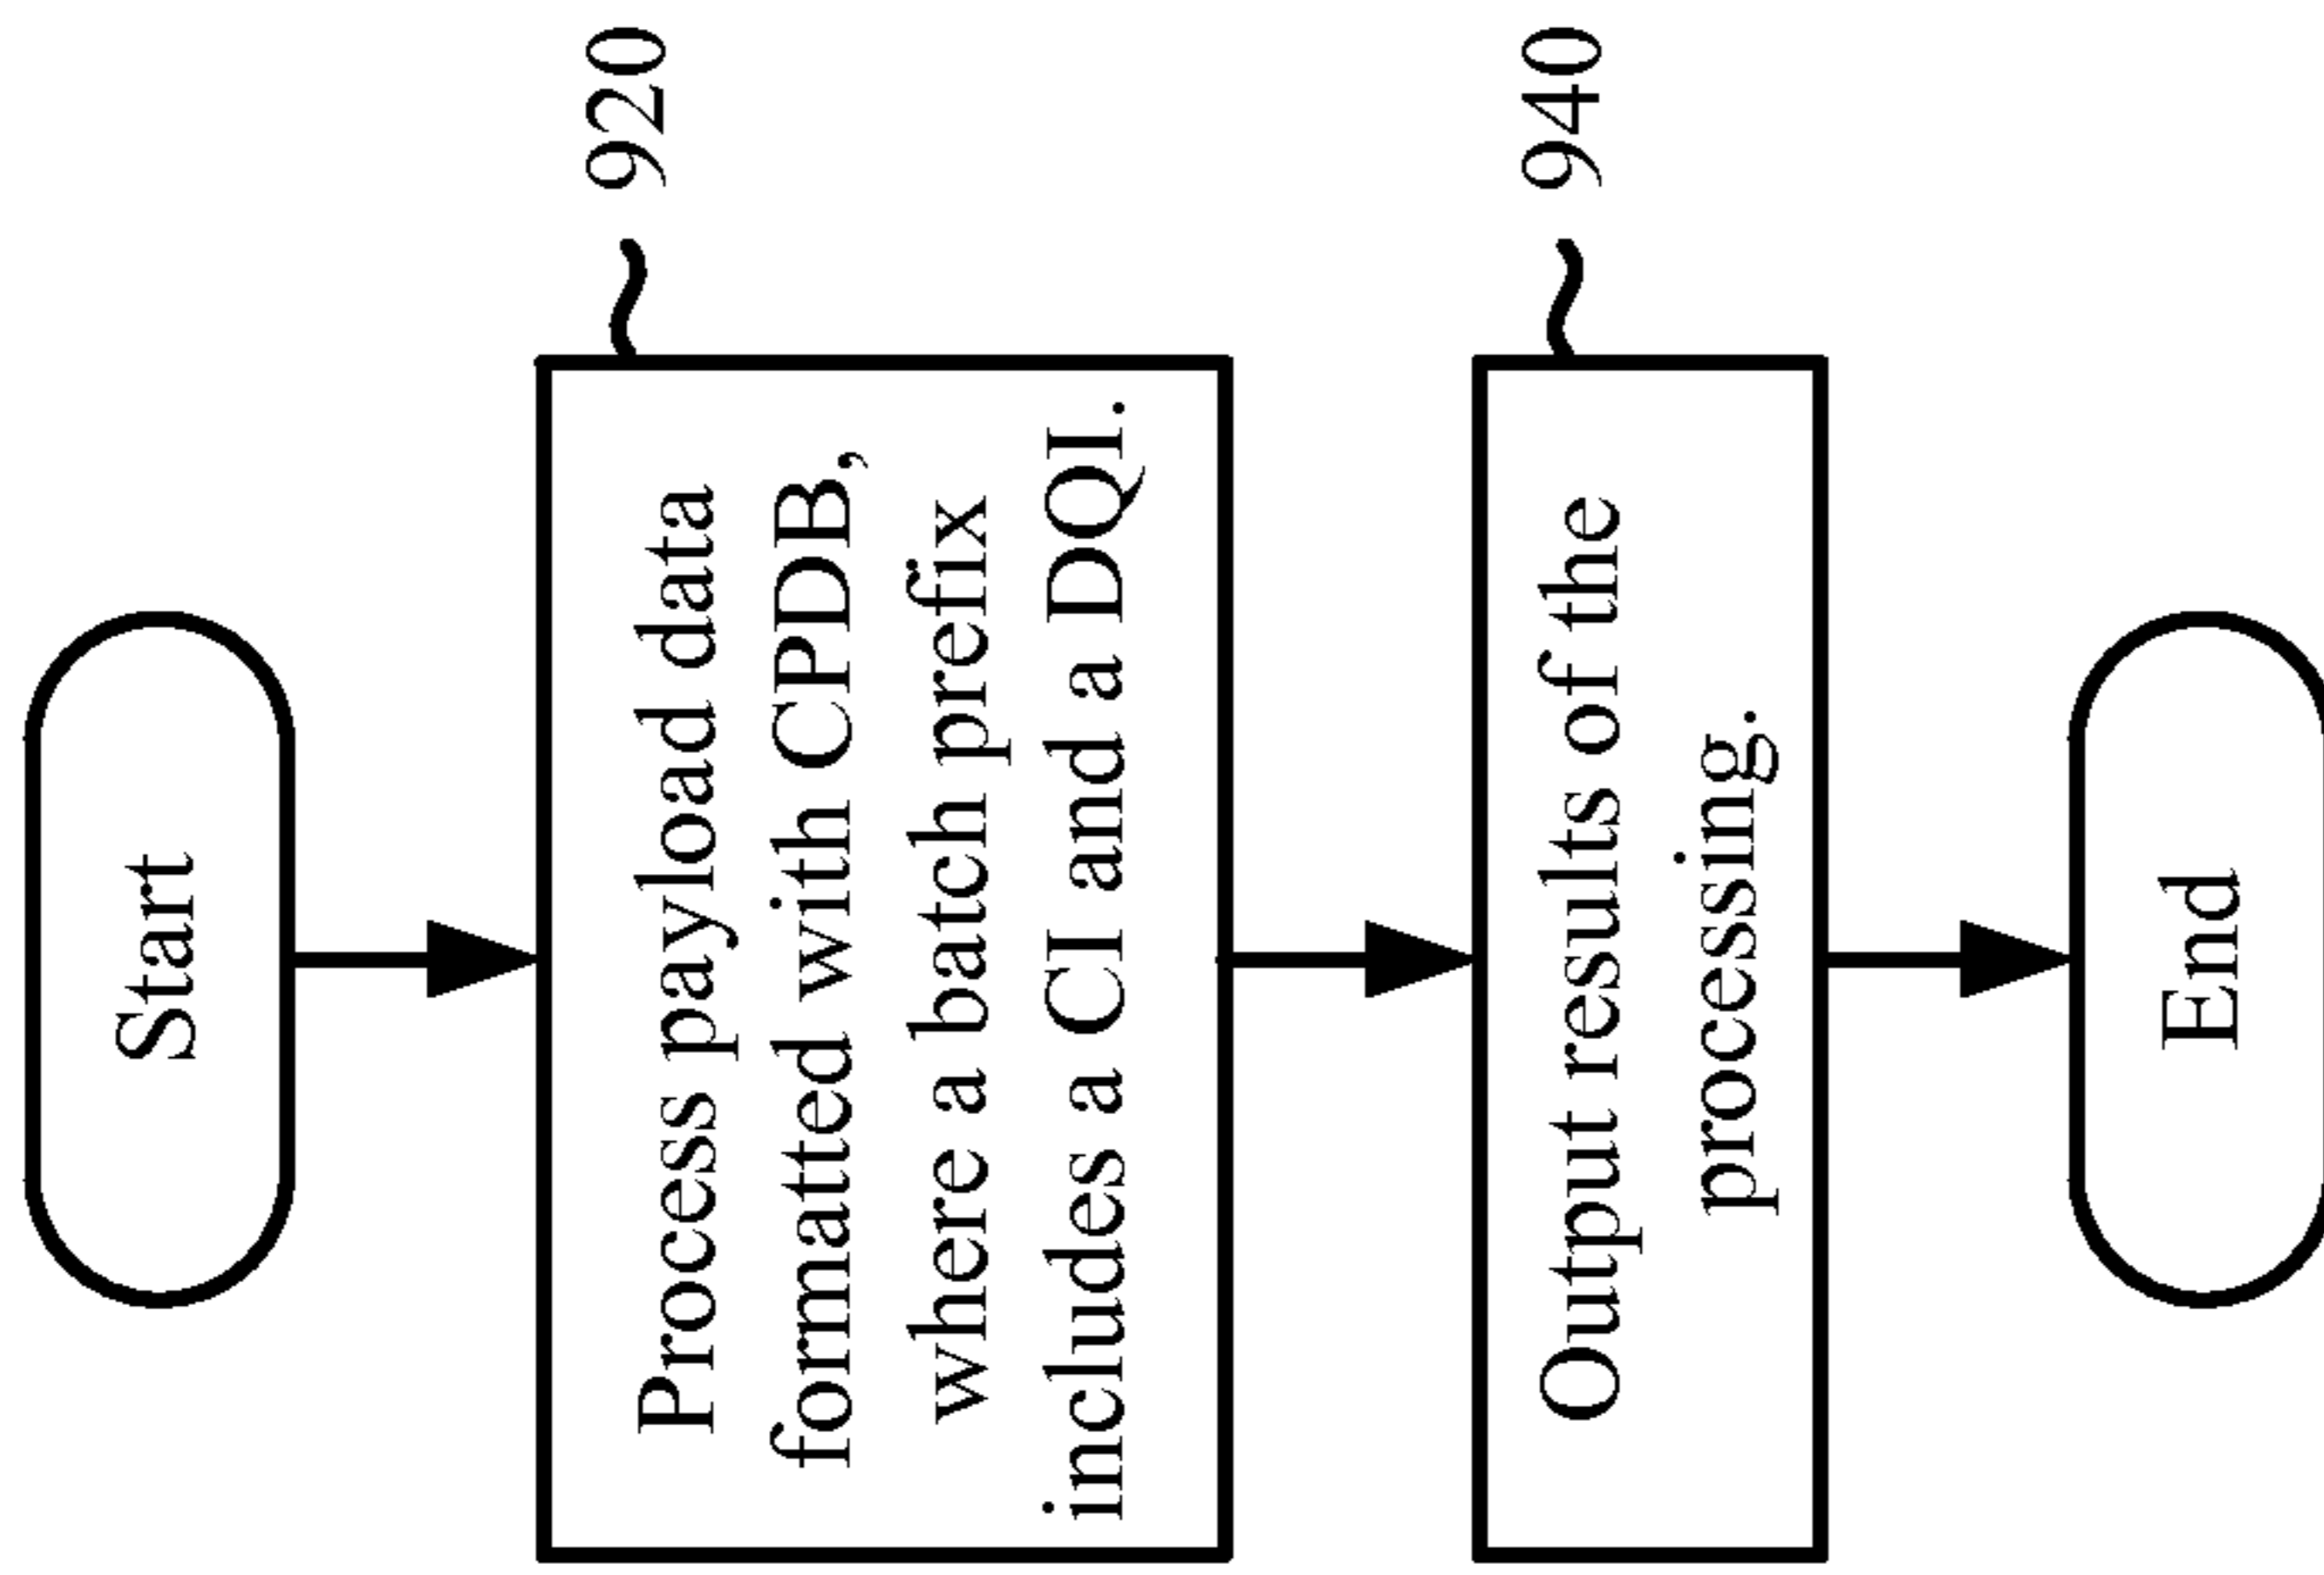 Start
920
Process payload data
formatted with CPDB,
where a batch prefix
includes a CI and a DQI.
940
Output results of the
processing.
End